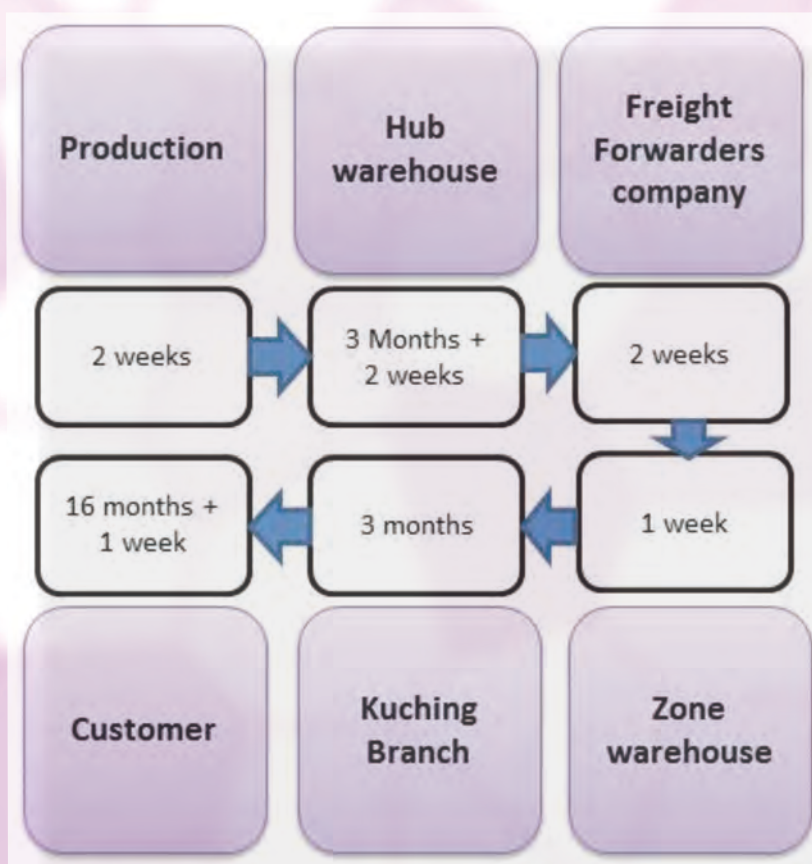 Production
Hub
warehouse
Freight
Forwarders
company
2 weeks
3 Months +
2 weeks
2 weeks
16 months +
1 week
3 months
1 week
Customer
Kuching
Branch
Zone
warehouse